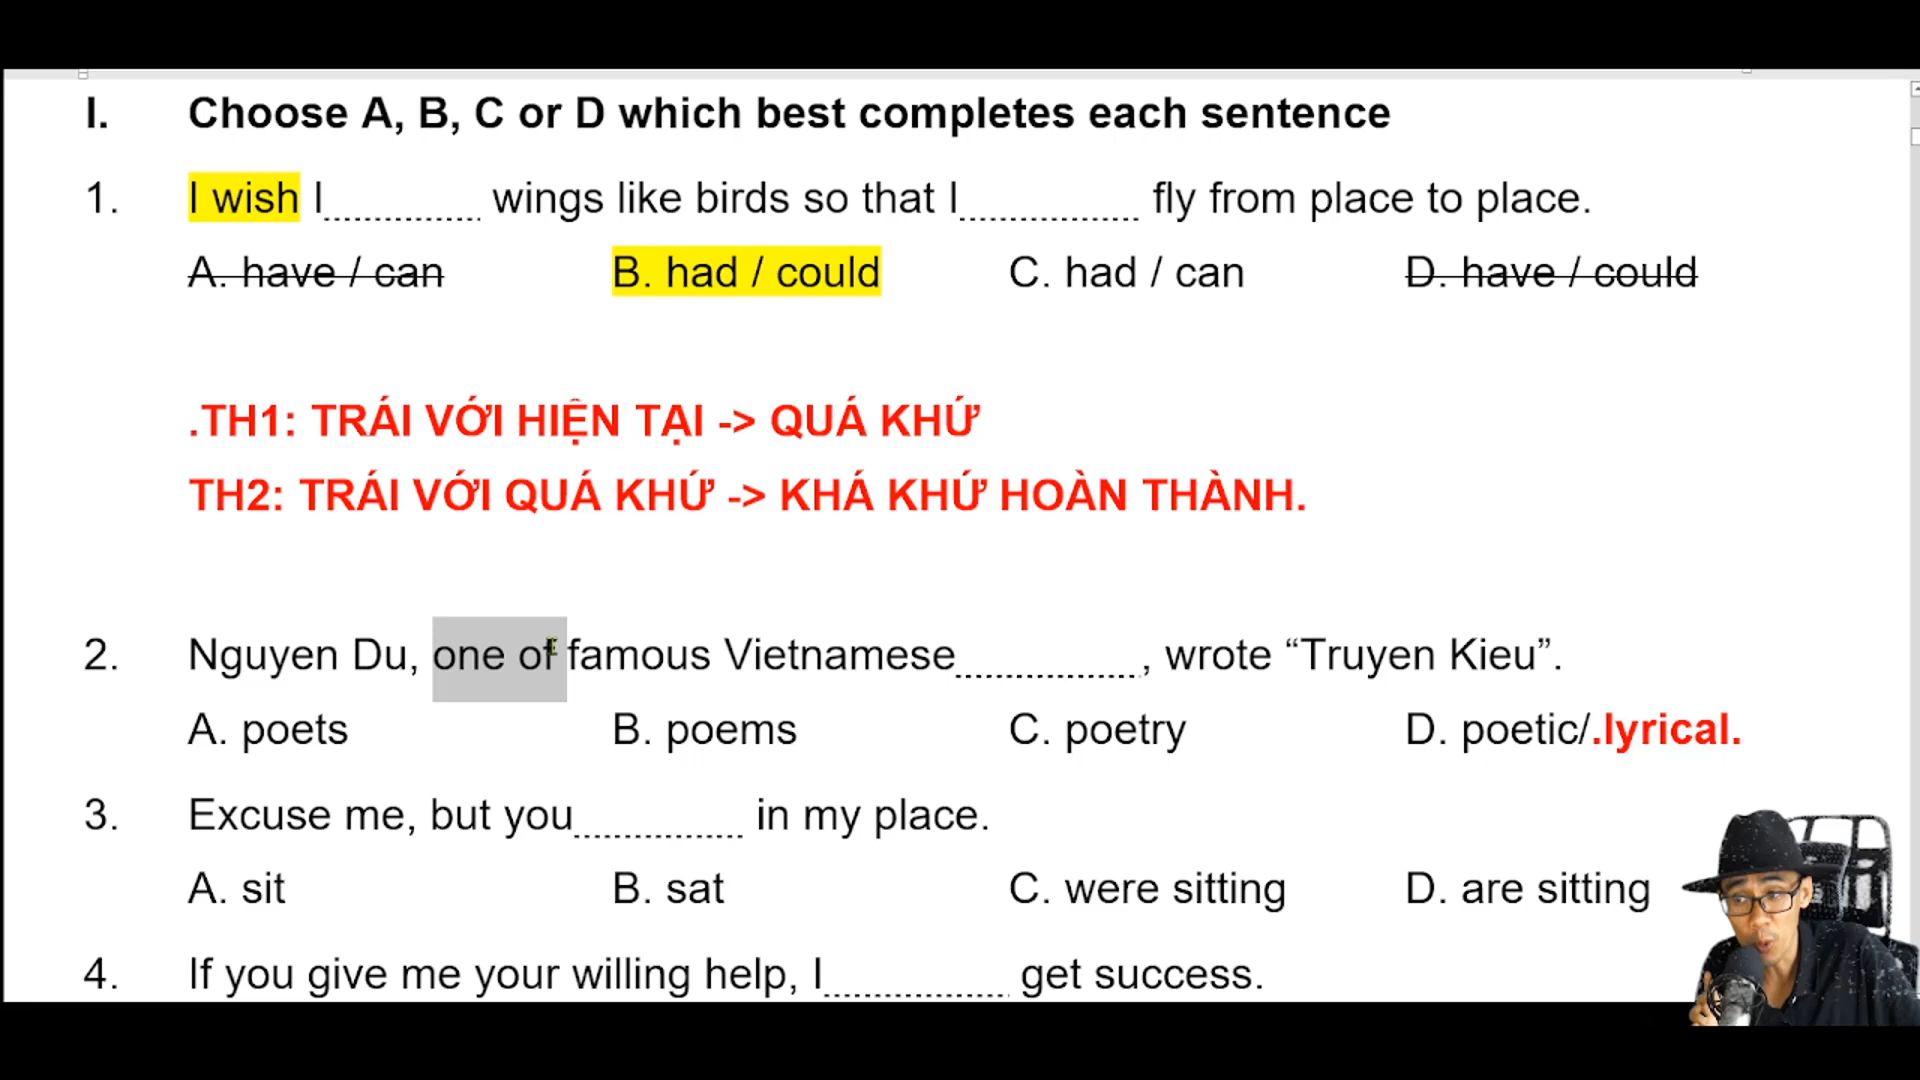 I. Choose A, B, C or D which best completes each sentence
1. I wish I............... wings like birds so that I................. fly from place to place.
A. have / can B. had / could C. had / can D. have / could
.TH1: TRÁI VỚI HIỆN TẠI -> QUÁ KHỨ
TH2: TRÁI VỚI QUÁ KHỨ -> KHÁ KHỨ HOÀN THÀNH.
2. Nguyen Du, one of famous Vietnamese................., wrote “Truyen Kieu”.
A. poets B. poems C. poetry D. poetic/.lyrical.
3. Excuse me, but you................ in my place.
A. sit B. sat C. were sitting D. are sitting
4. If you give me your willing help, I................. get success.